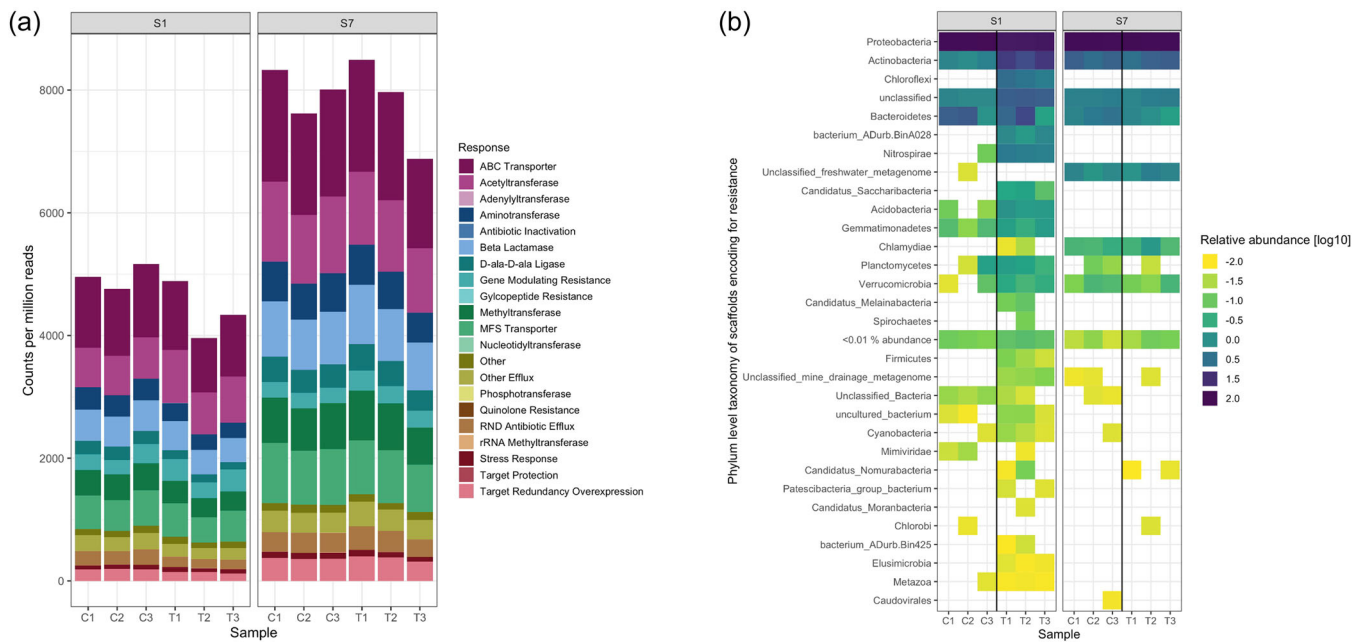 (a)
S1
S7
8000
6000
4000
2000
0
Counts per million reads
C1 C2 C3 T1 T2 T3
C1 C2 C3 T1 T2 T3
Sample
Response
ABC Transporter
Acetyltransferase
Adenylyltransferase
Aminotransferase
Antibiotic Inactivation
Beta Lactamase
D-ala-D-ala Ligase
Gene Modulating Resistance
Gylcopeptide Resistance
Methyltransferase
MFS Transporter
Nucleotidyltransferase
Other
Other Efflux
Phosphotransferase
Quinolone Resistance
RND Antibiotic Efflux
rRNA Methyltransferase
Stress Response
Target Protection
Target Redundancy Overexpression
(b)
S1
S7
Phylum level taxonomy of scaffolds encoding for resistance
Proteobacteria
Actinobacteria
Chloroflexi
unclassified
Bacteroidetes
bacterium_ADurb.BinA028
Nitrospirae
Unclassified_freshwater_metagenome
Candidatus_Saccharibacteria
Acidobacteria
Gemmatimonadetes
Chlamydiae
Planctomycetes
Verrucomicrobia
Candidatus_Melainabacteria
Spirochaetes
<0.01 % abundance
Firmicutes
Unclassified_mine_drainage_metagenome
Unclassified_Bacteria
uncultured_bacterium
Cyanobacteria
Mimiviridae
Candidatus_Nomurabacteria
Patescibacteria_group_bacterium
Candidatus_Moranbacteria
Chlorobi
bacterium_ADurb.Bin425
Elusimicrobia
Metazoa
Caudovirales
C1 C2 C3 T1 T2 T3
C1 C2 C3 T1 T2 T3
Sample
Relative abundance [log10]
-2.0
-1.5
-1.0
-0.5
0.0
0.5
1.5
2.0